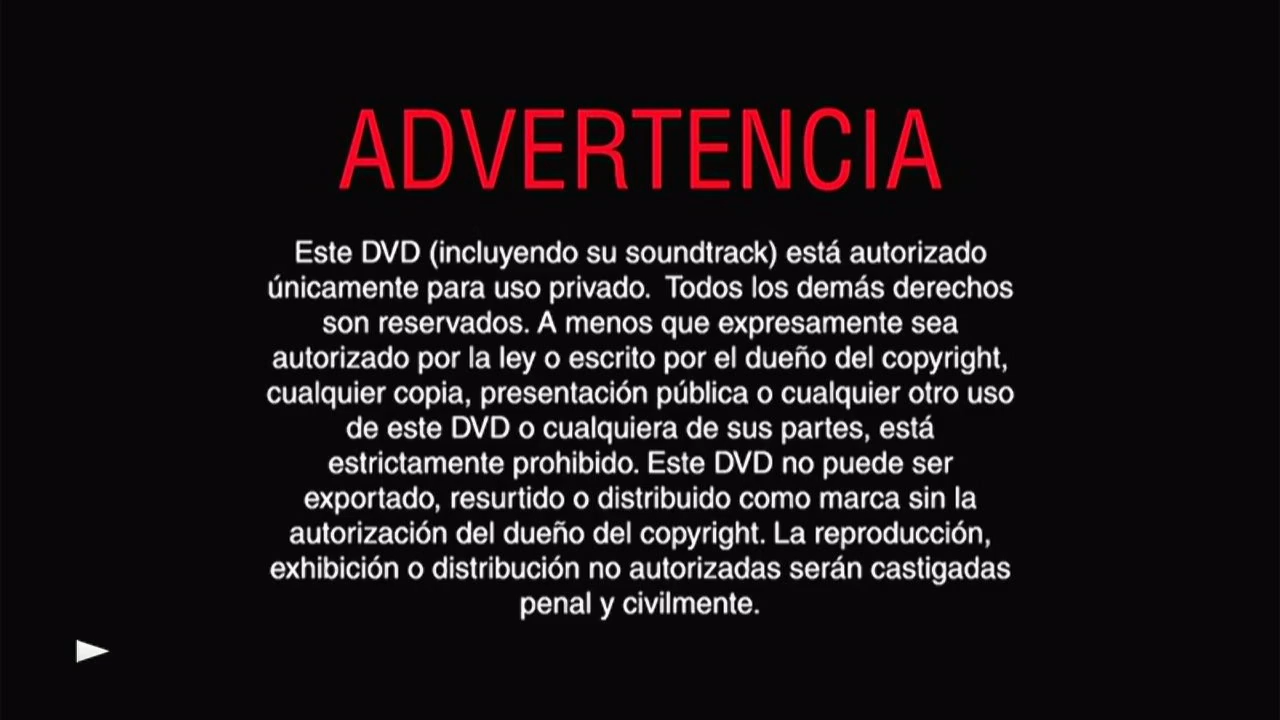 ADVERTENCIA
Este DVD (incluyendo su soundtrack) está autorizado
únicamente para uso privado.  Todos los demás derechos
son reservados. A menos que expresamente sea
autorizado por la ley o escrito por el dueño del copyright,
cualquier copia, presentación pública o cualquier otro uso
de este DVD o cualquiera de sus partes, está
estrictamente prohibido. Este DVD no puede ser
exportado, resurtido o distribuido como marca sin la
autorización del dueño del copyright. La reproducción,
exhibición o distribución no autorizadas serán castigadas
penal y civilmente.